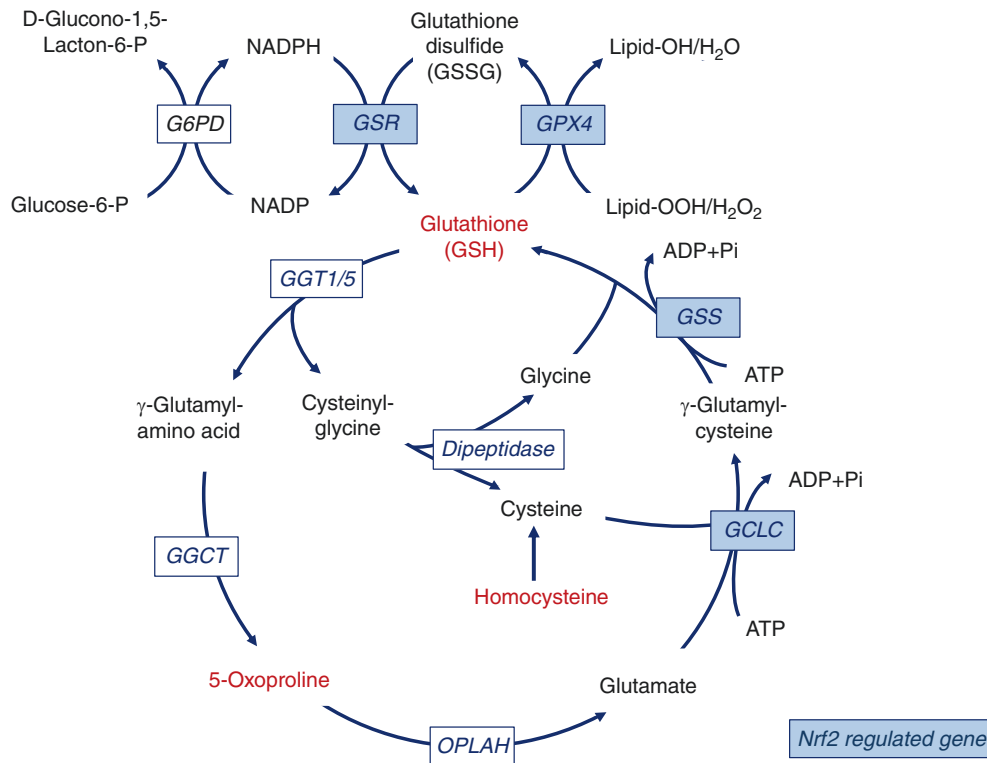 D-Glucono-1,5-
Lacton-6-P
NADPH
Glutathione
disulfide
(GSSG)
Lipid-OH/H₂O
G6PD
GSR
GPX4
Glucose-6-P
NADP
Lipid-OOH/H₂O₂
Glutathione
(GSH)
ADP+Pi
GGT1/5
GSS
Glycine
ATP
γ-Glutamyl-
amino acid
Cysteinyl-
glycine
γ-Glutamyl-
cysteine
Dipeptidase
ADP+Pi
Cysteine
GCLC
GGCT
Homocysteine
ATP
5-Oxoproline
Glutamate
OPLAH
Nrf2 regulated gene